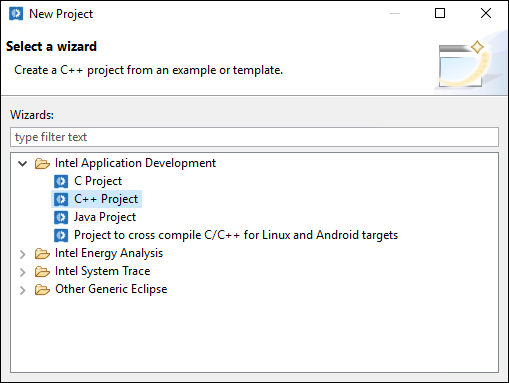 New Project
Select a wizard
Create a C++ project from an example or template.
Wizards:
type filter text
Intel Application Development
C Project
C++ Project
Java Project
Project to cross compile C/C++ for Linux and Android targets
Intel Energy Analysis
Intel System Trace
Other Generic Eclipse